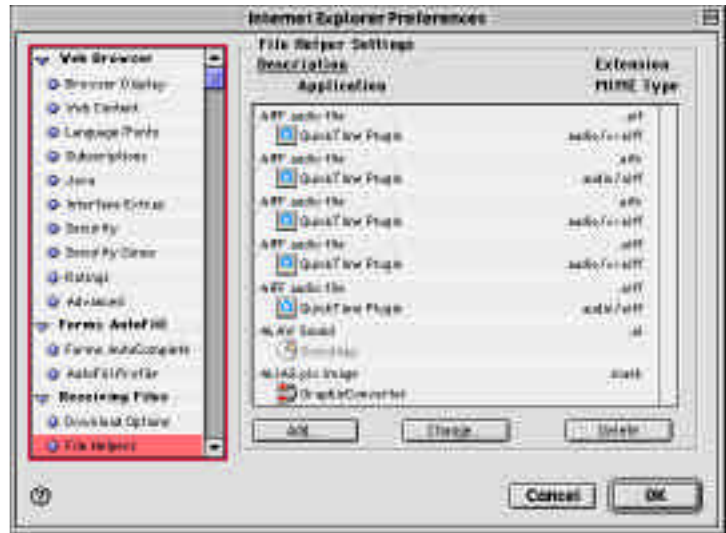 Internet Explorer Preferences
Web Browser
Browser Display
Web Content
Language/Fonts
Subscriptions
Java
Interface Extras
Security
Security Zones
Ratings
Advanced
Forms AutoFill
Forms AutoComplete
AutoFill Profile
Receiving Files
Download Options
File Helpers
File Helper Settings
Description Extension
Application MIME Type
AIFF audio file
QuickTime Plugin
AIFF audio file
QuickTime Plugin audio/aiff
AIFF audio file
QuickTime Plugin
AIFF audio file .aiff
QuickTime Plugin
AIFF audio file .aiff
QuickTime Plugin audio/aiff
Sound .al
Image
GraphicConverter
Add...
Change...
Delete
Cancel
OK